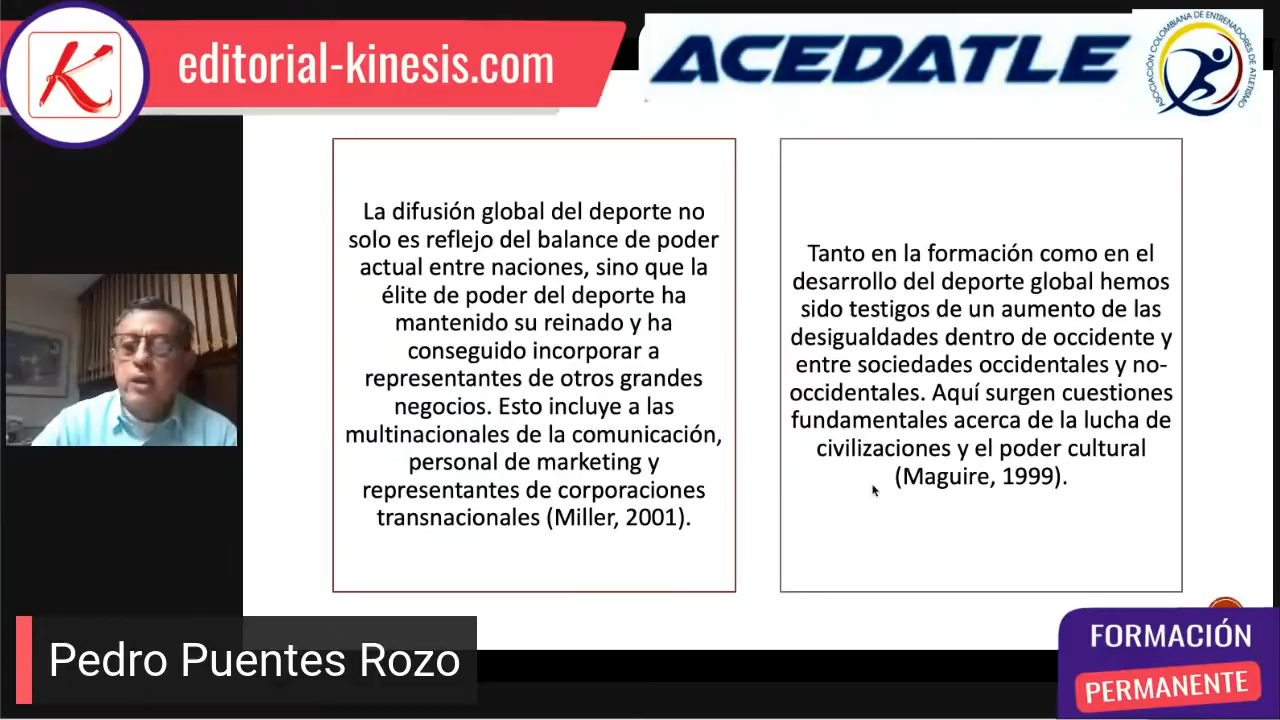 K
editorial-kinesis.com
ACEDATLE
ASOCIACIÓN COLOMBIANA DE ENTRENADORES DE ATLETISMO
La difusión global del deporte no
solo es reflejo del balance de poder
actual entre naciones, sino que la
élite de poder del deporte ha
mantenido su reinado y ha
conseguido incorporar a
representantes de otros grandes
negocios. Esto incluye a las
multinacionales de la comunicación,
personal de marketing y
representantes de corporaciones
transnacionales (Miller, 2001).
Tanto en la formación como en el
desarrollo del deporte global hemos
sido testigos de un aumento de las
desigualdades dentro de occidente y
entre sociedades occidentales y no-
occidentales. Aquí surgen cuestiones
fundamentales acerca de la lucha de
civilizaciones y el poder cultural
(Maguire, 1999).
Pedro Puentes Rozo
FORMACIÓN
PERMANENTE